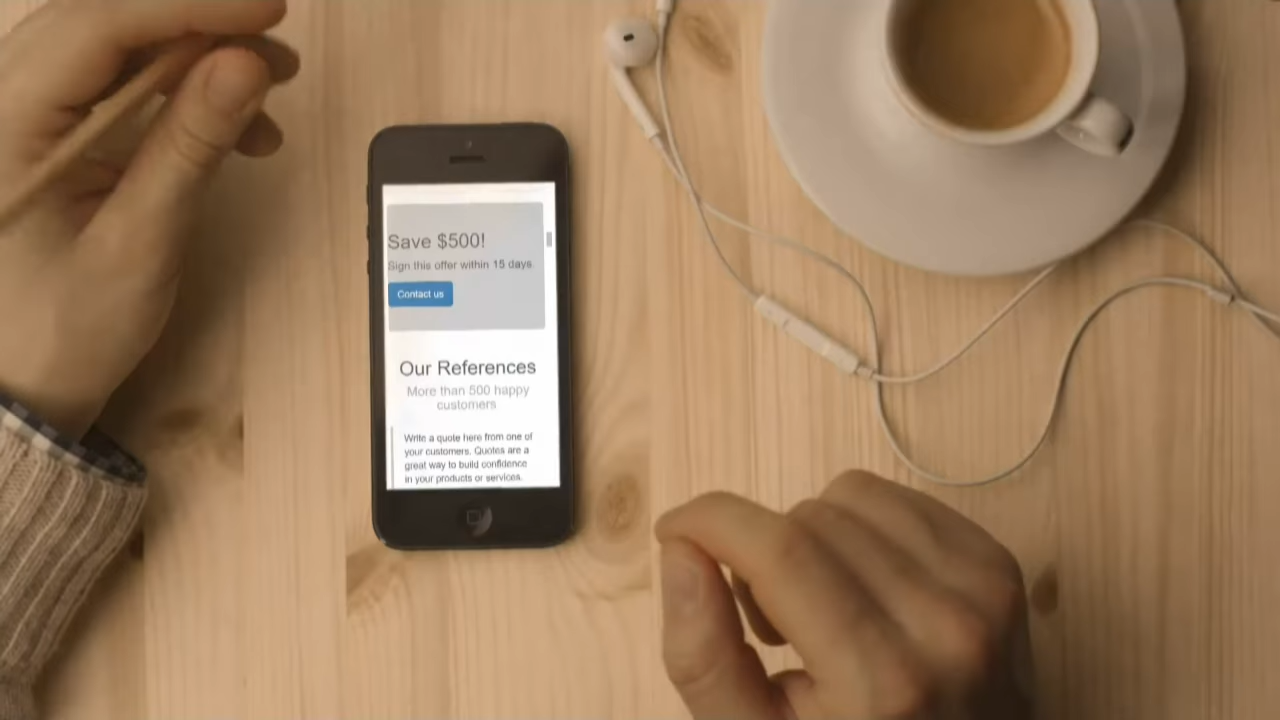 Save $500!
Sign this offer within 15 days.
Contact us
Our References
More than 500 happy
customers
Write a quote here from one of
your customers. Quotes are a
great way to build confidence
in your products or services.